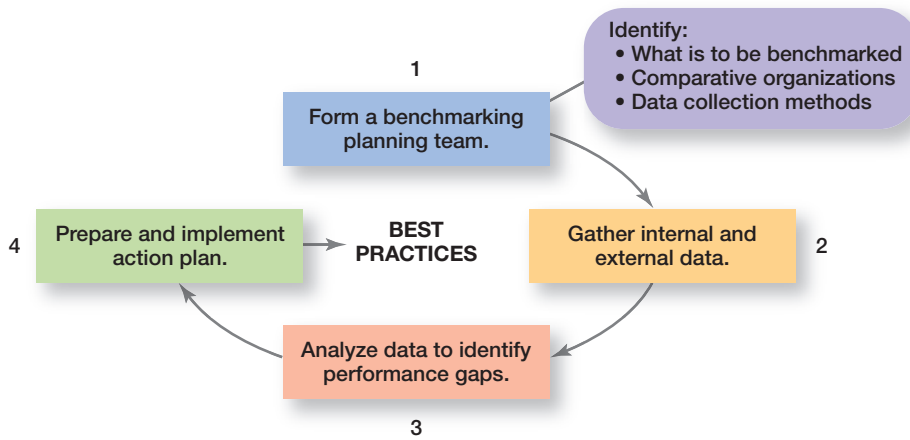 Identify:
• What is to be benchmarked
• Comparative organizations
• Data collection methods
1
Form a benchmarking
planning team.
4
Prepare and implement
action plan.
BEST
PRACTICES
Gather internal and
external data.
2
Analyze data to identify
performance gaps.
3